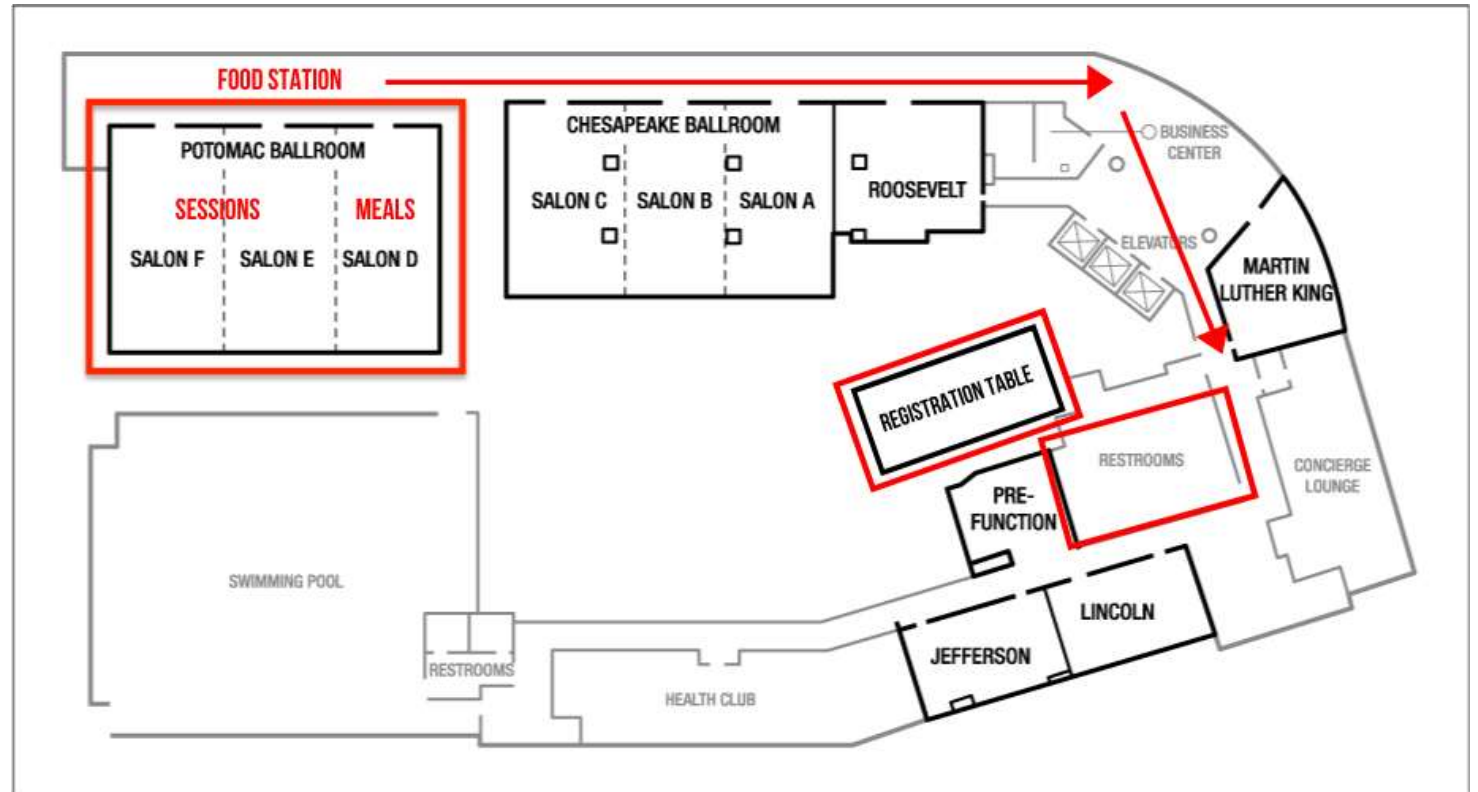 FOOD STATION
POTOMAC BALLROOM
SESSIONS
MEALS
SALON F
SALON E
SALON D
CHESAPEAKE BALLROOM
SALON C
SALON B
SALON A
ROOSEVELT
BUSINESS
CENTER
ELEVATORS
MARTIN
LUTHER KING
REGISTRATION TABLE
RESTROOMS
CONCIERGE
LOUNGE
PRE-
FUNCTION
SWIMMING POOL
RESTROOMS
HEALTH CLUB
JEFFERSON
LINCOLN